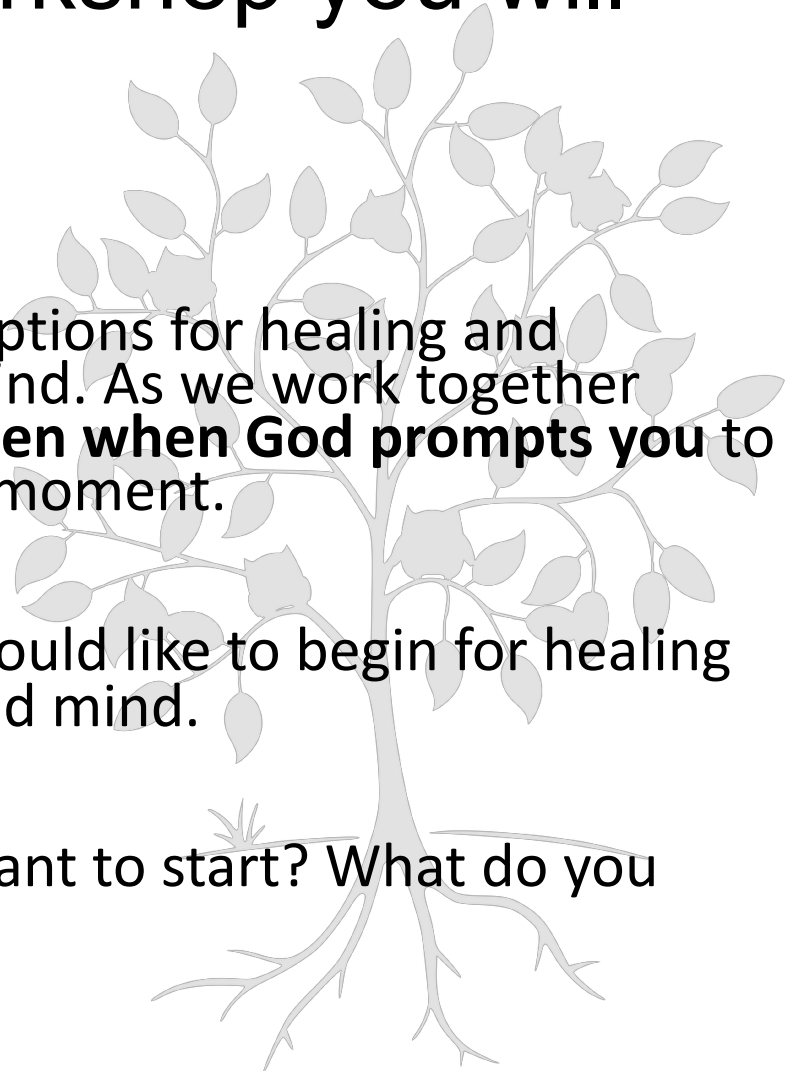 rkshop you will
ptions for healing and
ind. As we work together
en when God prompts you to
moment.
ould like to begin for healing
d mind.
ant to start? What do you